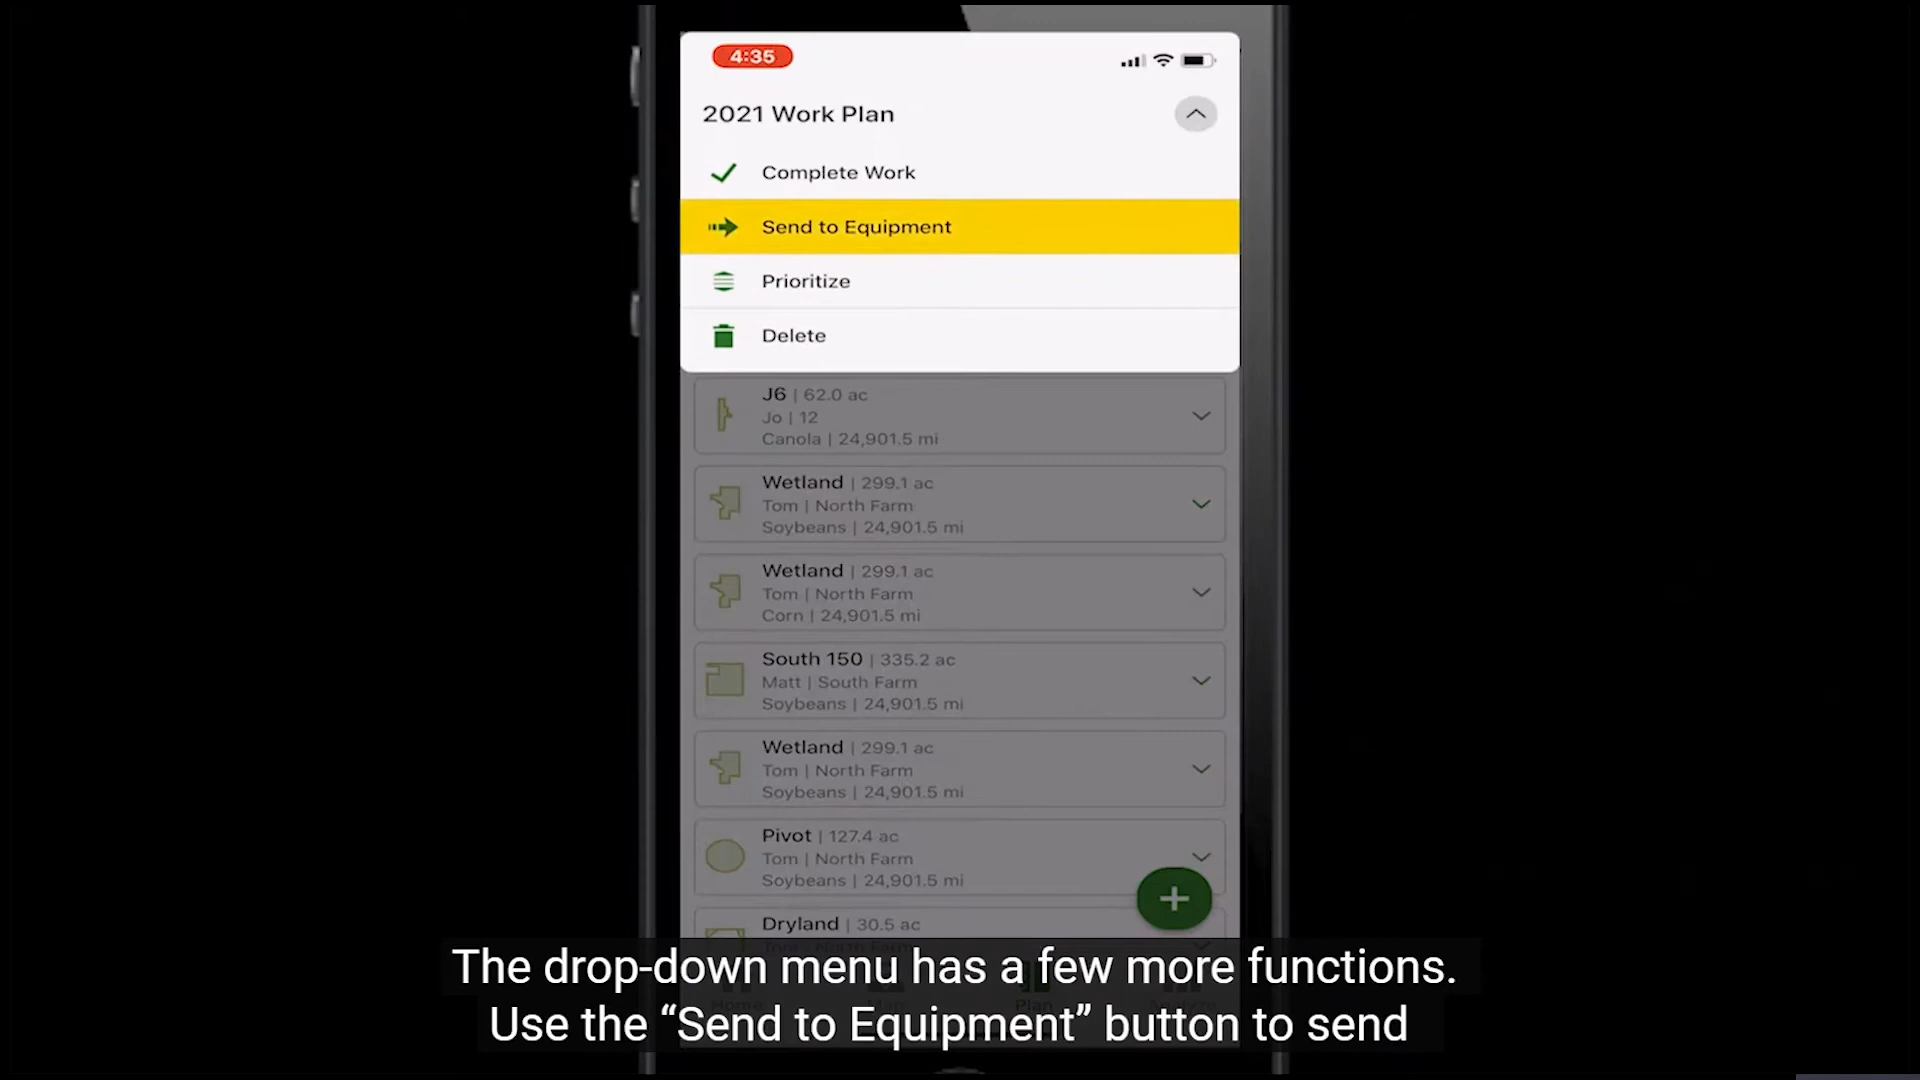 4:35
2021 Work Plan
Complete Work
Send to Equipment
Prioritize
Delete
J6 | 62.0 ac
Jo | 12
Canola | 24,901.5 mi
Wetland | 299.1 ac
Tom | North Farm
Soybeans | 24,901.5 mi
Wetland | 299.1 ac
Tom | North Farm
Corn | 24,901.5 mi
South 150 | 335.2 ac
Matt | South Farm
Soybeans | 24,901.5 mi
Wetland | 299.1 ac
Tom | North Farm
Soybeans | 24,901.5 mi
Pivot | 127.4 ac
Tom | North Farm
Soybeans | 24,901.5 mi
Dryland | 30.5 ac
The drop-down menu has a few more functions.
Use the “Send to Equipment” button to send